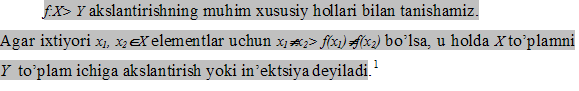 f:X> Y akslantirishning muhim xususiy hollari bilan tanishamiz.
Agar ixtiyori x₁, x₂∈X elementlar uchun x₁≠x₂> f(x₁)≠f(x₂) bo’lsa, u holda X to’plamni
Y to’plam ichiga akslantirish yoki in’ektsiya deyiladi.¹